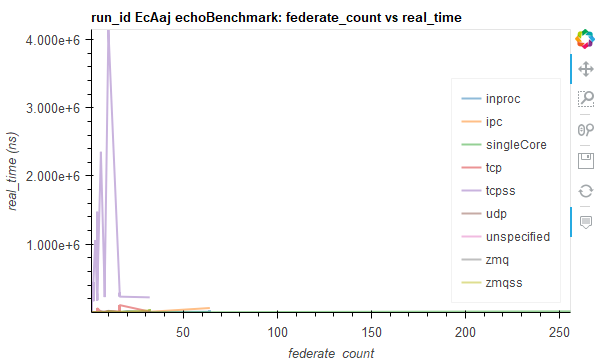 run_id EcAaj echoBenchmark: federate_count vs real_time
4.000e+6
3.000e+6
2.000e+6
1.000e+6
real_time (ns)
inproc
ipc
singleCore
tcp
tcpss
udp
unspecified
zmq
zmqss
50
100
150
200
250
federate_count